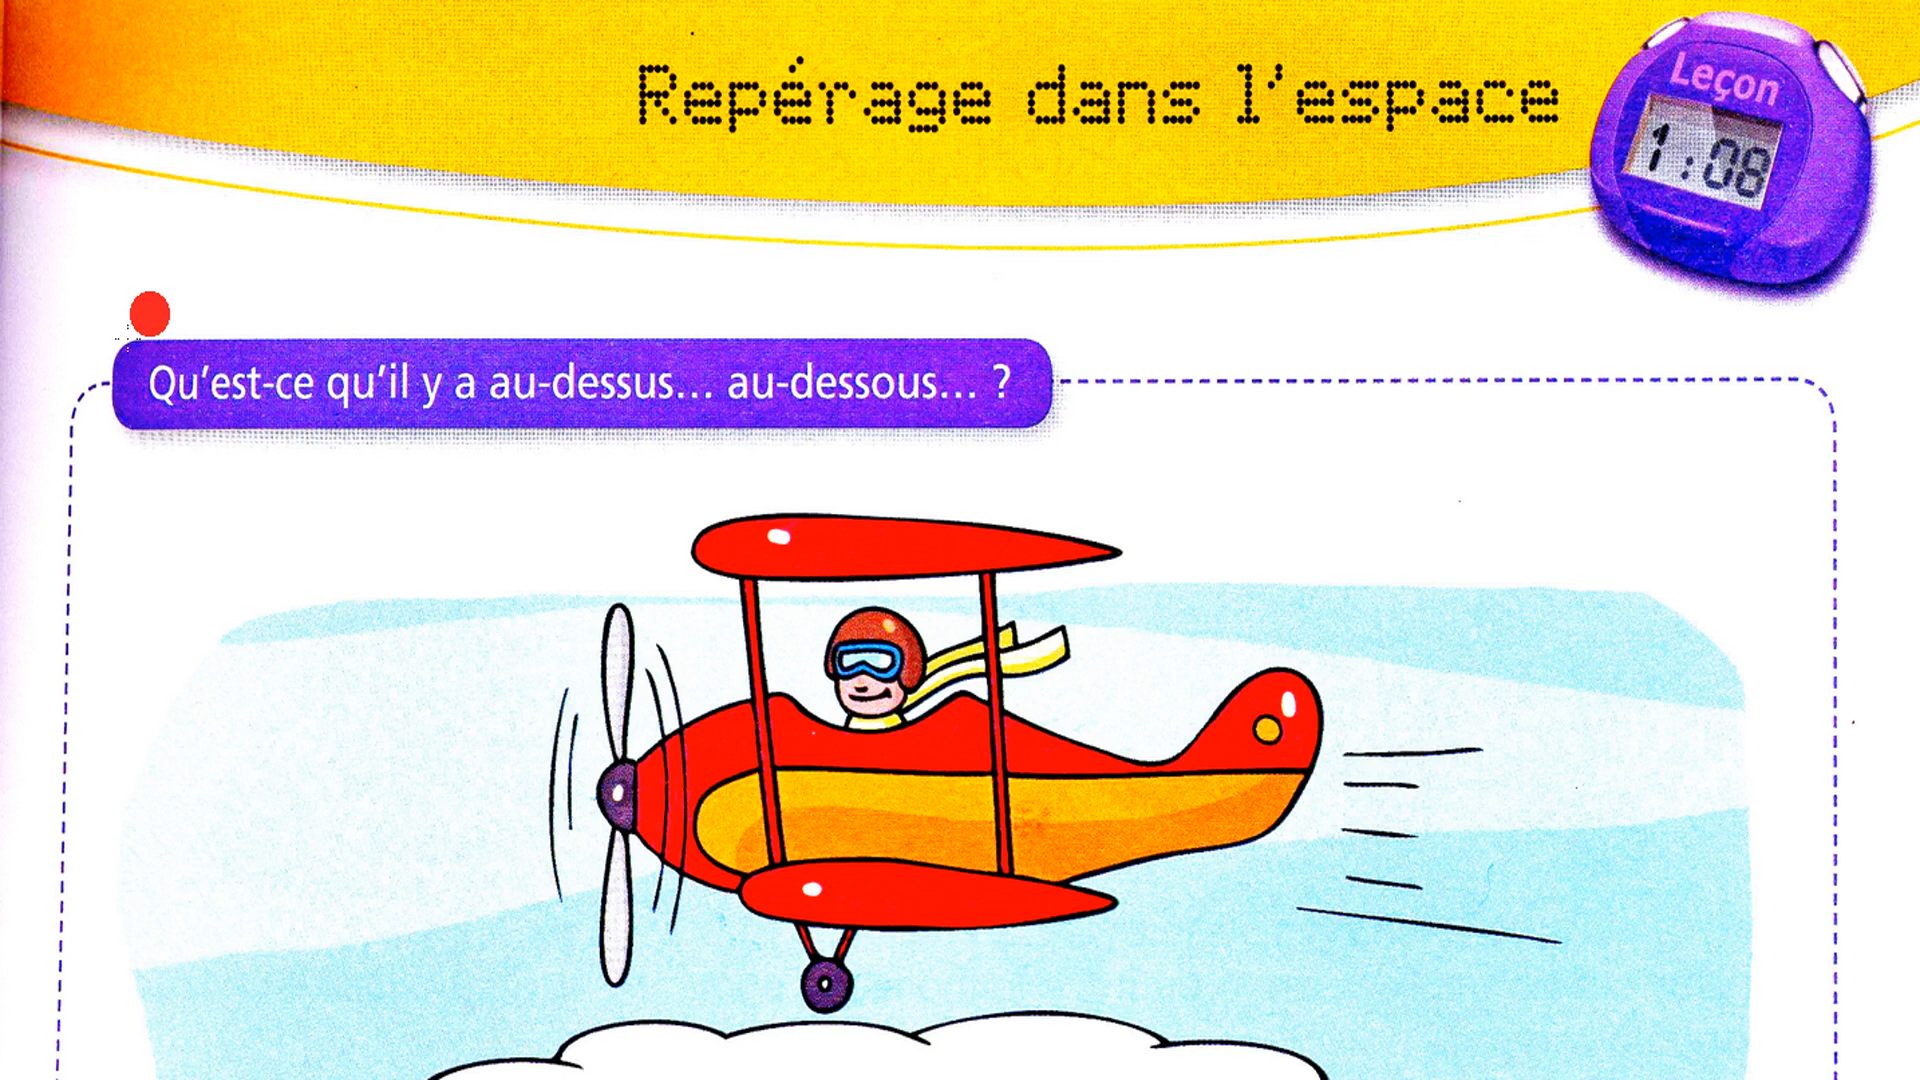 Repérage dans l'espace
Leçon
1:08
Qu'est-ce qu'il y a au-dessus... au-dessous... ?